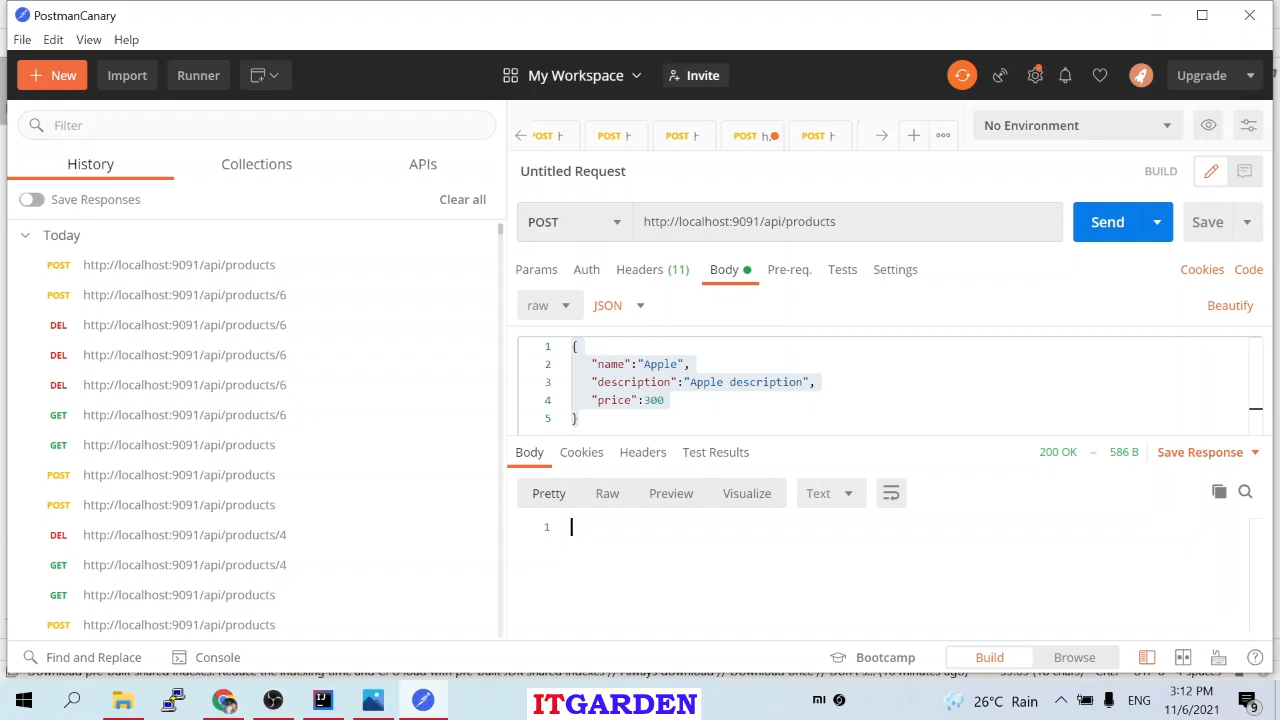 PostmanCanary
File Edit View Help
New Import Runner My Workspace Invite Upgrade
Filter
History Collections APIs
Save Responses Clear all
Today
POST http://localhost:9091/api/products
POST http://localhost:9091/api/products/6
DEL http://localhost:9091/api/products/6
DEL http://localhost:9091/api/products/6
DEL http://localhost:9091/api/products/6
GET http://localhost:9091/api/products/6
GET http://localhost:9091/api/products
POST http://localhost:9091/api/products
POST http://localhost:9091/api/products
DEL http://localhost:9091/api/products/4
GET http://localhost:9091/api/products/4
GET http://localhost:9091/api/products
POST http://localhost:9091/api/products
POST POST POST POST POST No Environment
Untitled Request BUILD
POST http://localhost:9091/api/products Send Save
Params Auth Headers (11) Body Pre-req. Tests Settings Cookies Code
raw JSON Beautify
1 {
2 "name":"Apple",
3 "description":"Apple description",
4 "price":300
5 }
Body Cookies Headers Test Results 200 OK 586 B Save Response
Pretty Raw Preview Visualize Text
1
Find and Replace Console Bootcamp Build Browse
ITGARDEN
mi 26°C Rain ENG 3:12 PM
11/6/2021 9